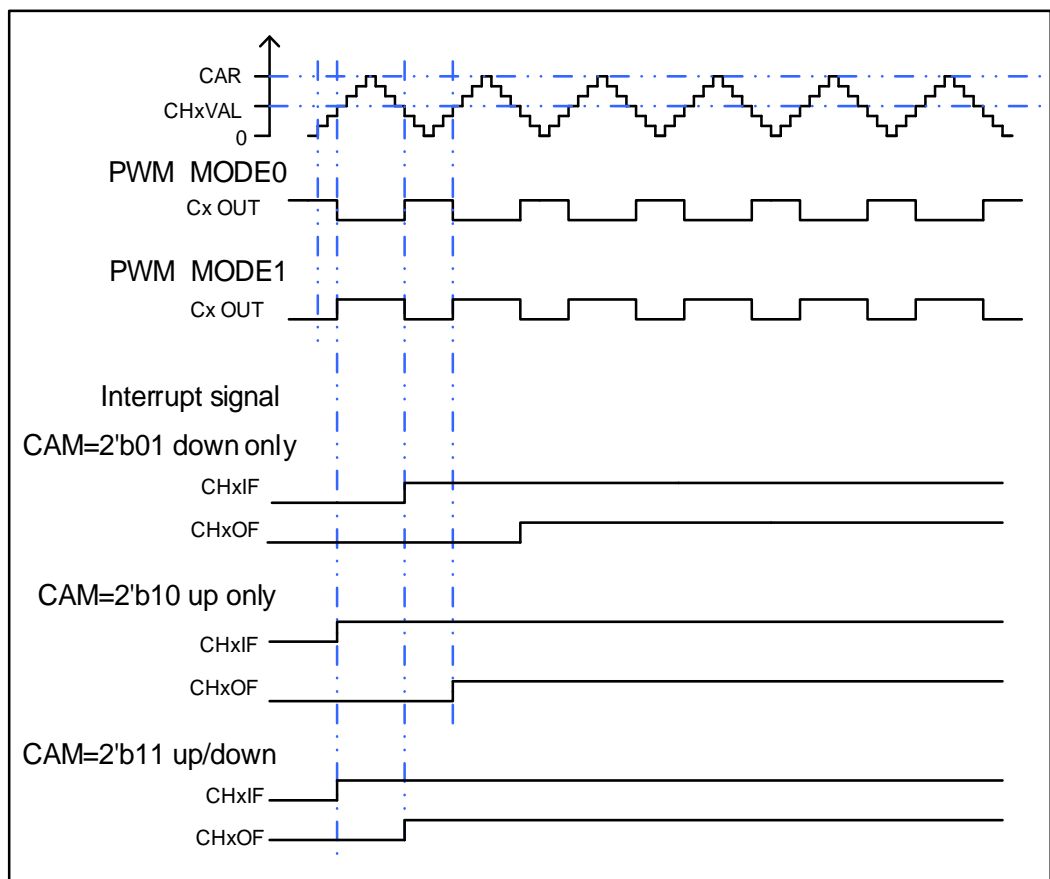 CAR
CHxVAL
0
PWM MODE0
Cx OUT
PWM MODE1
Cx OUT
Interrupt signal
CAM=2'b01 down only
CHxIF
CHxOF
CAM=2'b10 up only
CHxIF
CHxOF
CAM=2'b11 up/down
CHxIF
CHxOF